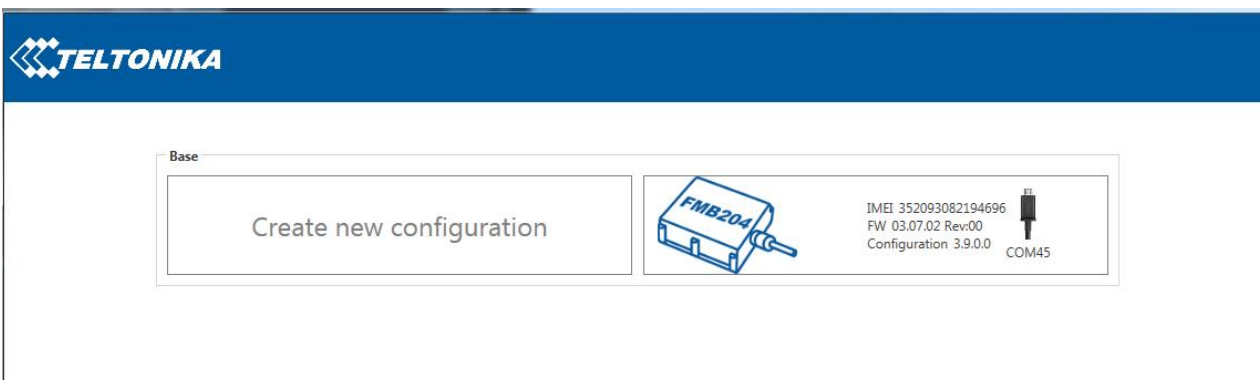 TELTONIKA
Base
Create new configuration
FMB204
IMEI 352093082194696
FW 03.07.02 Rev:00
Configuration 3.9.0.0
COM45